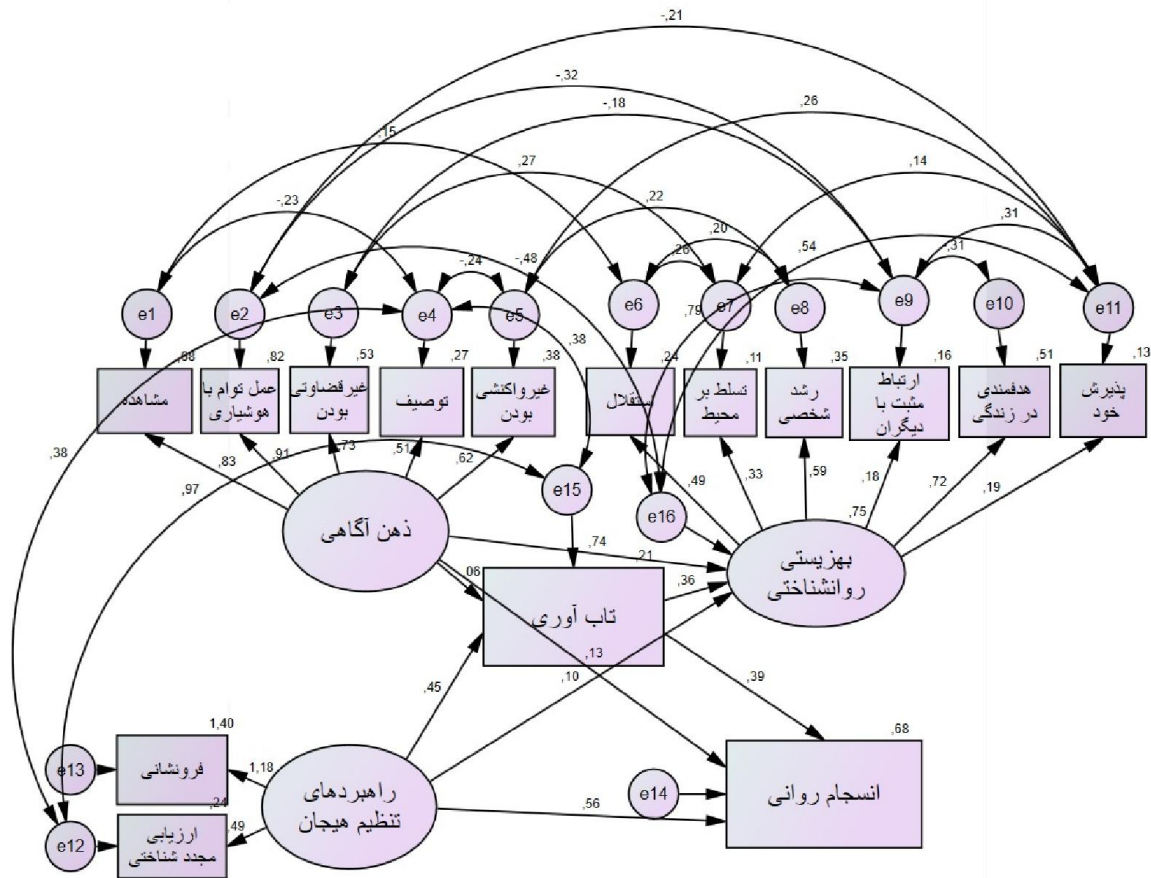 -,21
-,32
-,18
,26
,15
,27
,14
-,23
,22
,20
,31
-,24
-,48
,26
,54
-,31
e1
e2
e3
e4
e5
e6
e7
e8
e9
e10
e11
,79
,38
,68
,82
,53
,27
,38
,24
,11
,35
,16
,51
,13
مشاهده
عمل توام با
هوشیاری
غیرقضاوتی
بودن
توصیف
غیرواکنشی
بودن
استقلال
تسلط بر
محیط
رشد
شخصی
ارتباط
مثبت با
دیگران
هدفمندی
در زندگی
پذیرش
خود
,38
,97
,83
,91
,73
,51
,62
e15
e16
,49
,33
,59
,18
,72
,19
,75
ذهن آگاهی
,74
,21
,06
,36
بهزیستی
روانشناختی
تاب آوری
,13
,10
,45
,39
1,40
,68
e13
فرونشانی
1,18
راهبردهای
تنظیم هیجان
e14
انسجام روانی
,24
,49
,56
e12
ارزیابی
مجدد شناختی